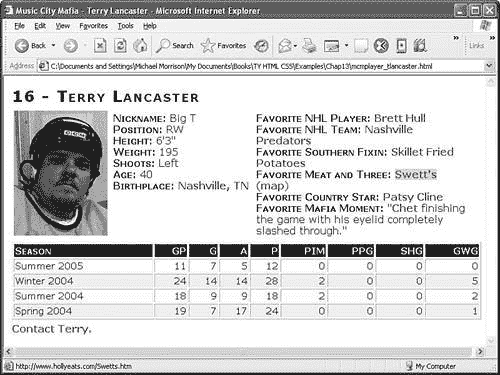 Music City Mafia - Terry Lancaster - Microsoft Internet Explorer
File Edit View Favorites Tools Help
Back Search Favorites Links
Address C:\Documents and Settings\Michael Morrison\My Documents\Books\TY HTML CSS\Examples\Chap13\mcmplayer_tlancaster.html
16 - Terry Lancaster
Nickname: Big T
Position: RW
Height: 6'3"
Weight: 195
Shoots: Left
Age: 40
Birthplace: Nashville, TN
Favorite NHL Player: Brett Hull
Favorite NHL Team: Nashville
Predators
Favorite Southern Fixin: Skillet Fried
Potatoes
Favorite Meat and Three: Swett's
(map)
Favorite Country Star: Patsy Cline
Favorite Mafia Moment: "Chet finishing
the game with his eyelid completely
slashed through."
Season GP G A P PIM PPG SHG GWG
Summer 2005 11 7 5 12 0 0 0 0
Winter 2004 24 14 14 28 2 0 0 5
Summer 2004 18 9 9 18 2 0 0 2
Spring 2004 19 7 17 24 0 0 0 1
Contact Terry.
http://www.hollyeats.com/Swetts.htm My Computer